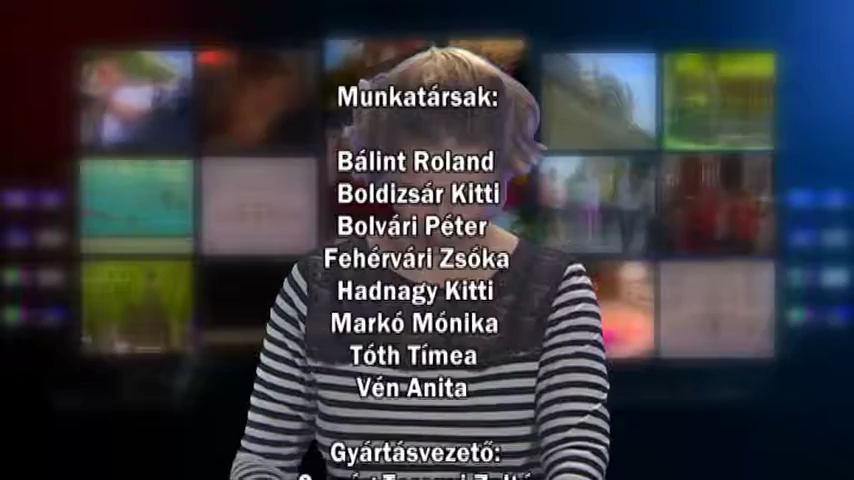 Munkatársak:
Bálint Roland
Boldizsár Kitti
Bolvári Péter
Fehérvári Zsóka
Hadnagy Kitti
Markó Mónika
Tóth Tímea
Vén Anita
Gyártásvezető: